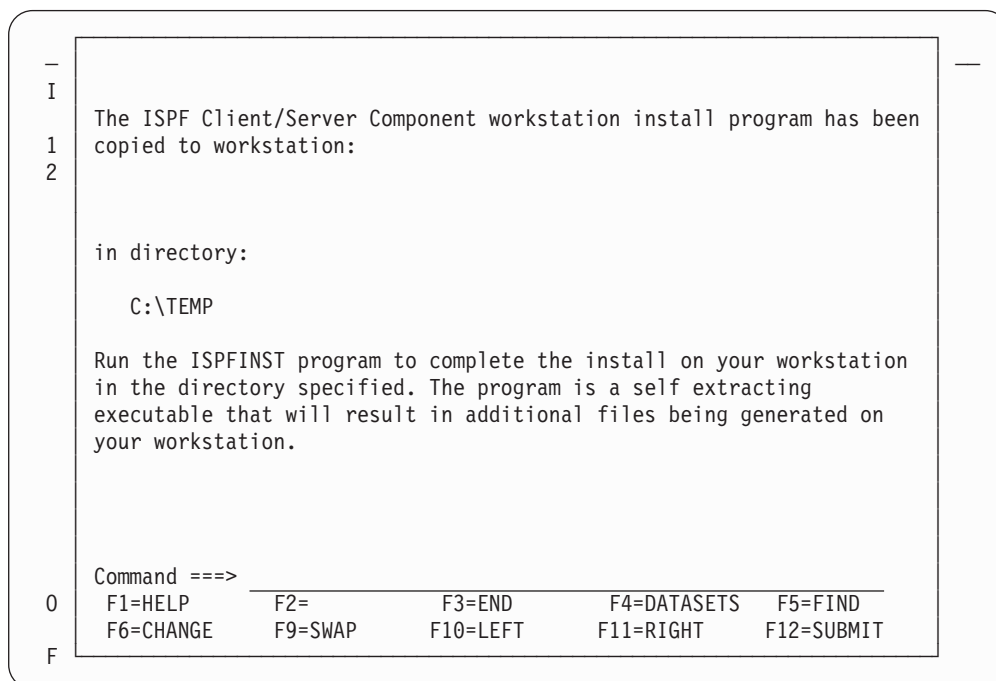 I
The ISPF Client/Server Component workstation install program has been
1 copied to workstation:
2
in directory:
C:\TEMP
Run the ISPFINST program to complete the install on your workstation
in the directory specified. The program is a self extracting
executable that will result in additional files being generated on
your workstation.
Command ===>
O F1=HELP F2= F3=END F4=DATASETS F5=FIND
F6=CHANGE F9=SWAP F10=LEFT F11=RIGHT F12=SUBMIT
F